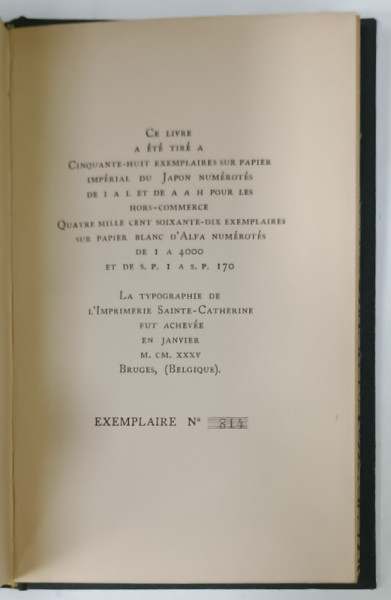 Ce livre
a été tiré a
Cinquante-huit exemplaires sur papier
impérial du Japon numérotés
de I a L et de A a H pour les
hors-commerce
Quatre mille cent soixante-dix exemplaires
sur papier blanc d'Alfa numérotés
de 1 a 4000
et de s. p. 1 a s. p. 170
La typographie de
l'Imprimerie Sainte-Catherine
fut achevée
en janvier
M. CM. XXXV
Bruges, (Belgique).
EXEMPLAIRE N° 814